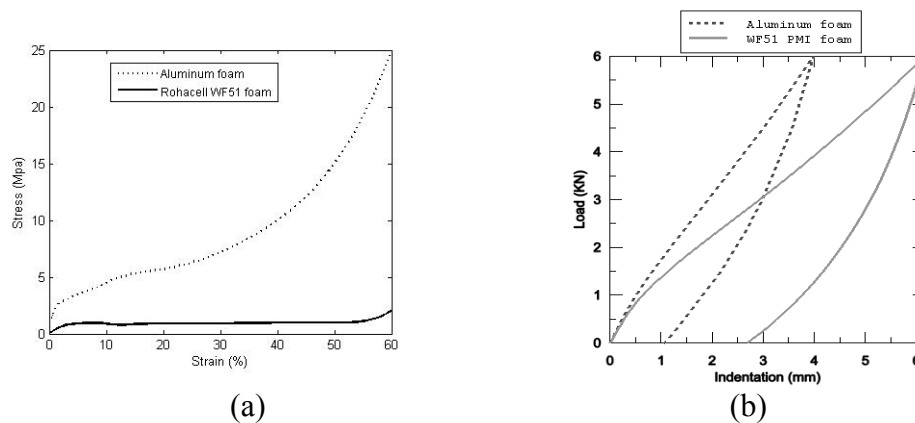 25
20
15
10
5
0
Stress (Mpa)
Aluminum foam
Rohacell WF51 foam
0 10 20 30 40 50 60
Strain (%)
(a)
Aluminum foam
WF51 PMI foam
6
5
4
3
2
1
0
Load (KN)
0 1 2 3 4 5 6
Indentation (mm)
(b)